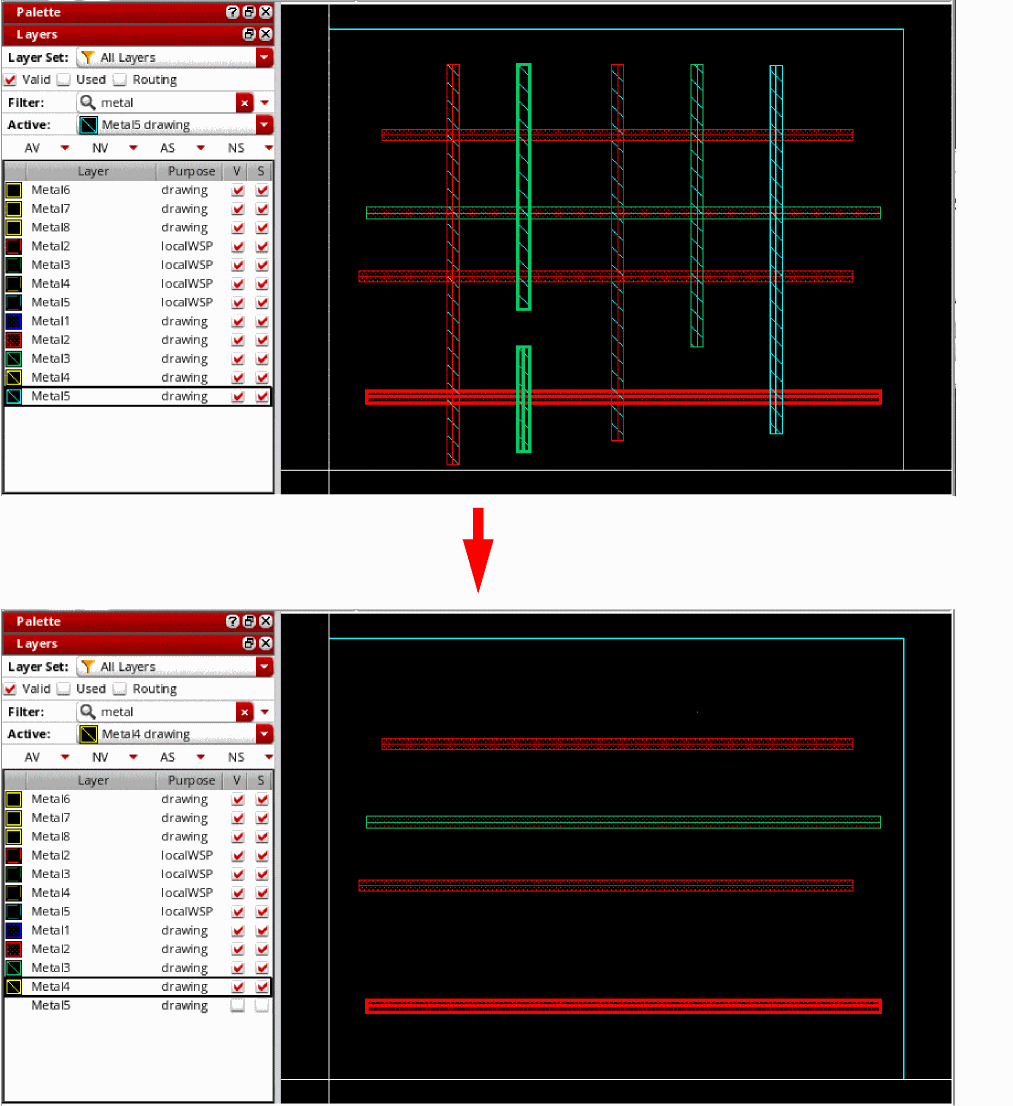 Palette
Layers
Layer Set: All Layers
Valid Used Routing
Filter: metal
Active: Metal5 drawing
AV NV AS NS
Layer Purpose V S
Metal6 drawing
Metal7 drawing
Metal8 drawing
Metal2 localWSP
Metal3 localWSP
Metal4 localWSP
Metal5 localWSP
Metal1 drawing
Metal2 drawing
Metal3 drawing
Metal4 drawing
Metal5 drawing
Palette
Layers
Layer Set: All Layers
Valid Used Routing
Filter: metal
Active: Metal4 drawing
AV NV AS NS
Layer Purpose V S
Metal6 drawing
Metal7 drawing
Metal8 drawing
Metal2 localWSP
Metal3 localWSP
Metal4 localWSP
Metal5 localWSP
Metal1 drawing
Metal2 drawing
Metal3 drawing
Metal4 drawing
Metal5 drawing